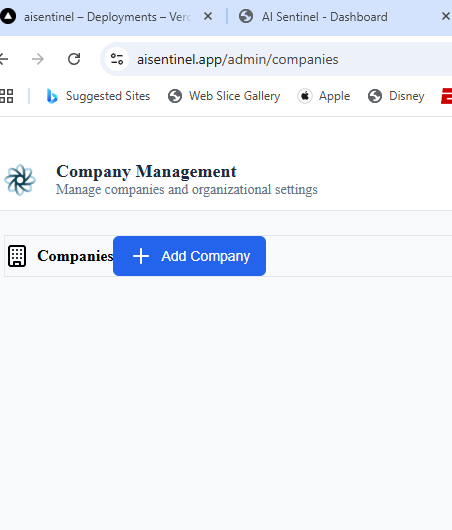 aisentinel – Deployments – Verc
AI Sentinel - Dashboard
aisentinel.app/admin/companies
Suggested Sites
Web Slice Gallery
Apple
Disney
Company Management
Manage companies and organizational settings
Companies
Add Company